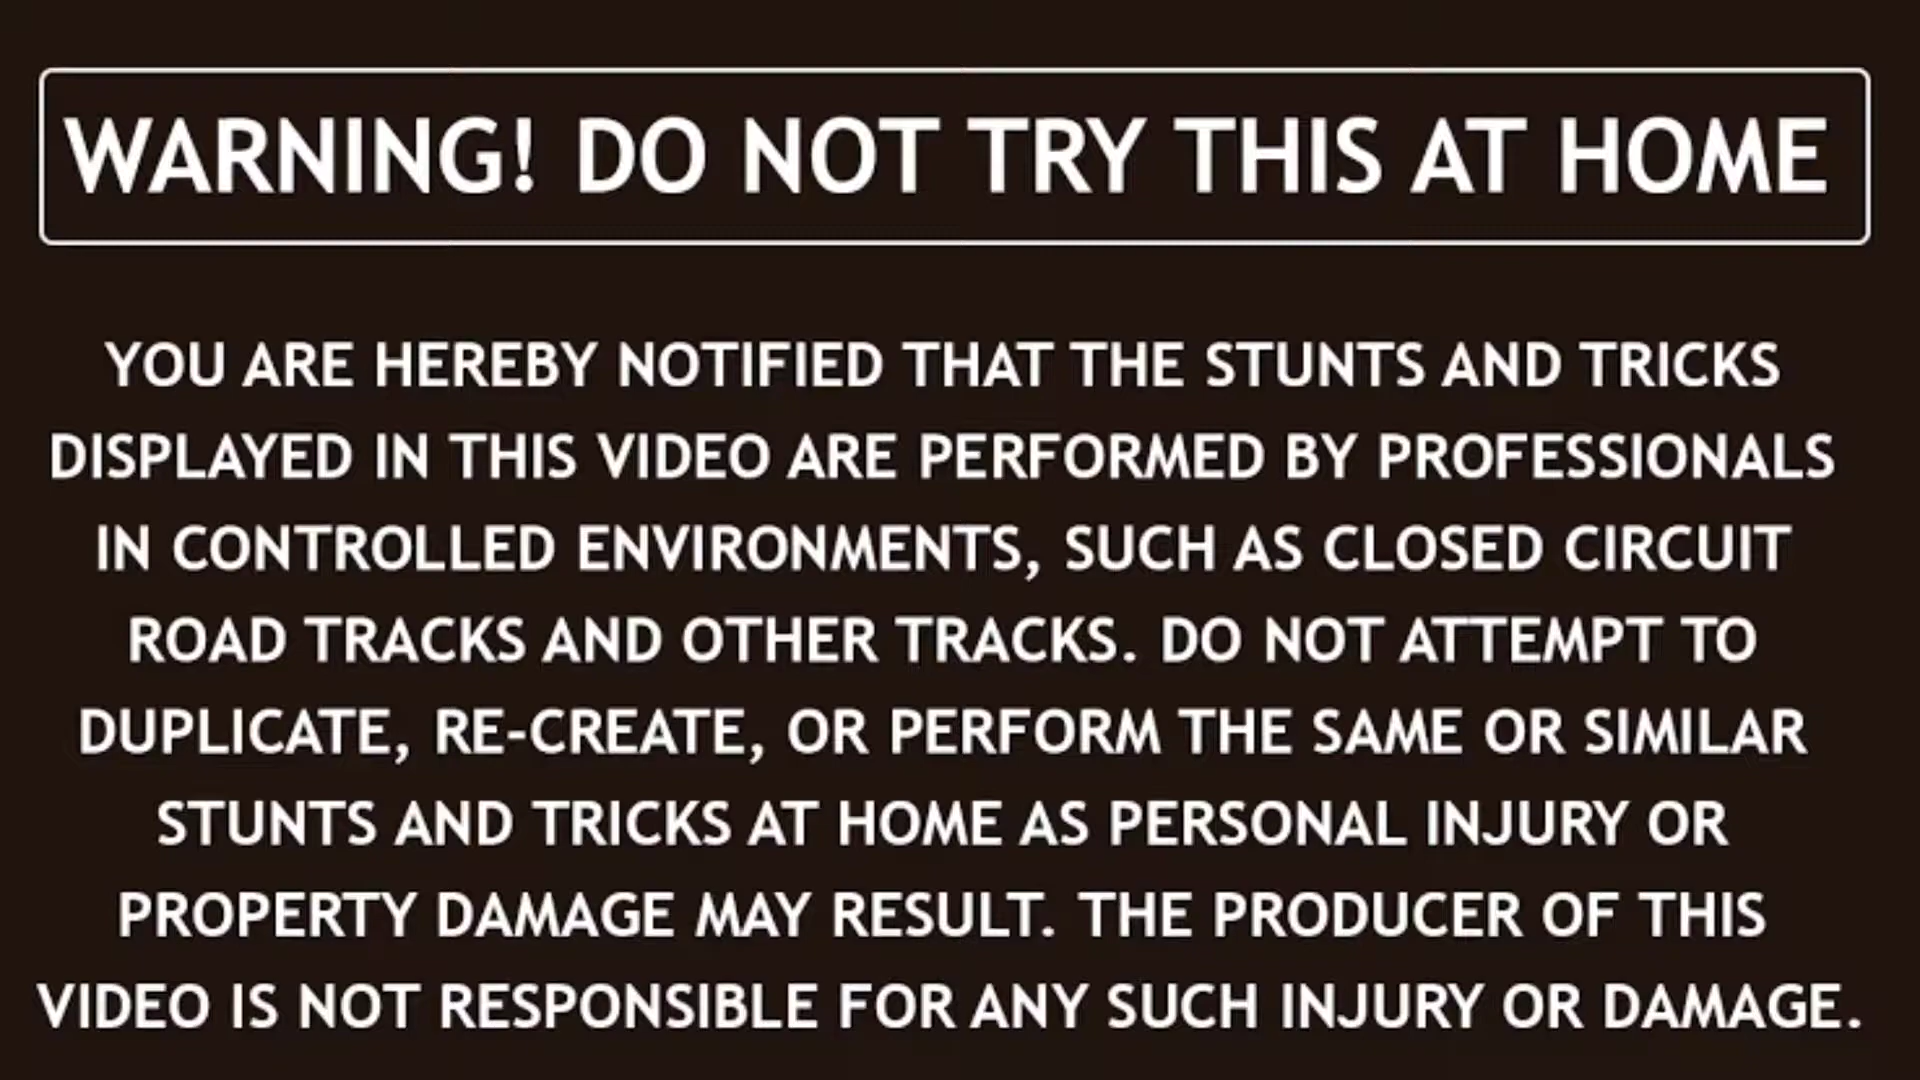 WARNING! DO NOT TRY THIS AT HOME
YOU ARE HEREBY NOTIFIED THAT THE STUNTS AND TRICKS
DISPLAYED IN THIS VIDEO ARE PERFORMED BY PROFESSIONALS
IN CONTROLLED ENVIRONMENTS, SUCH AS CLOSED CIRCUIT
ROAD TRACKS AND OTHER TRACKS. DO NOT ATTEMPT TO
DUPLICATE, RE-CREATE, OR PERFORM THE SAME OR SIMILAR
STUNTS AND TRICKS AT HOME AS PERSONAL INJURY OR
PROPERTY DAMAGE MAY RESULT. THE PRODUCER OF THIS
VIDEO IS NOT RESPONSIBLE FOR ANY SUCH INJURY OR DAMAGE.